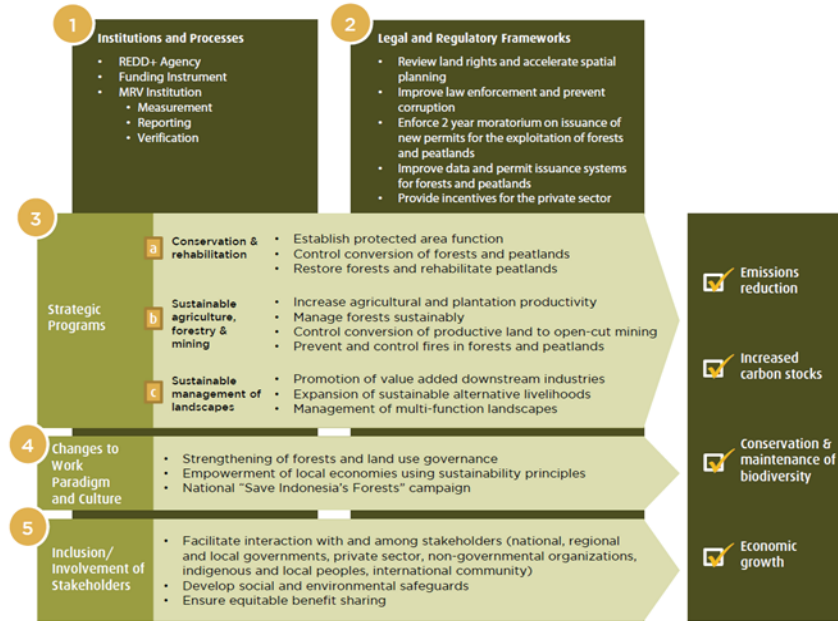 1
Institutions and Processes
• REDD+ Agency
• Funding Instrument
• MRV Institution
• Measurement
• Reporting
• Verification
2
Legal and Regulatory Frameworks
• Review land rights and accelerate spatial
planning
• Improve law enforcement and prevent
corruption
• Enforce 2 year moratorium on issuance of
new permits for the exploitation of forests
and peatlands
• Improve data and permit issuance systems
for forests and peatlands
• Provide incentives for the private sector
3
Strategic
Programs
a
Conservation &
rehabilitation
• Establish protected area function
• Control conversion of forests and peatlands
• Restore forests and rehabilitate peatlands
b
Sustainable
agriculture,
forestry &
mining
• Increase agricultural and plantation productivity
• Manage forests sustainably
• Control conversion of productive land to open-cut mining
• Prevent and control fires in forests and peatlands
c
Sustainable
management of
landscapes
• Promotion of value added downstream industries
• Expansion of sustainable alternative livelihoods
• Management of multi-function landscapes
4
Changes to
Work
Paradigm
and Culture
• Strengthening of forests and land use governance
• Empowerment of local economies using sustainability principles
• National "Save Indonesia's Forests" campaign
5
Inclusion/
Involvement of
Stakeholders
• Facilitate interaction with and among stakeholders (national, regional
and local governments, private sector, non-governmental organizations,
indigenous and local peoples, international community)
• Develop social and environmental safeguards
• Ensure equitable benefit sharing
Emissions
reduction
Increased
carbon stocks
Conservation &
maintenance of
biodiversity
Economic
growth